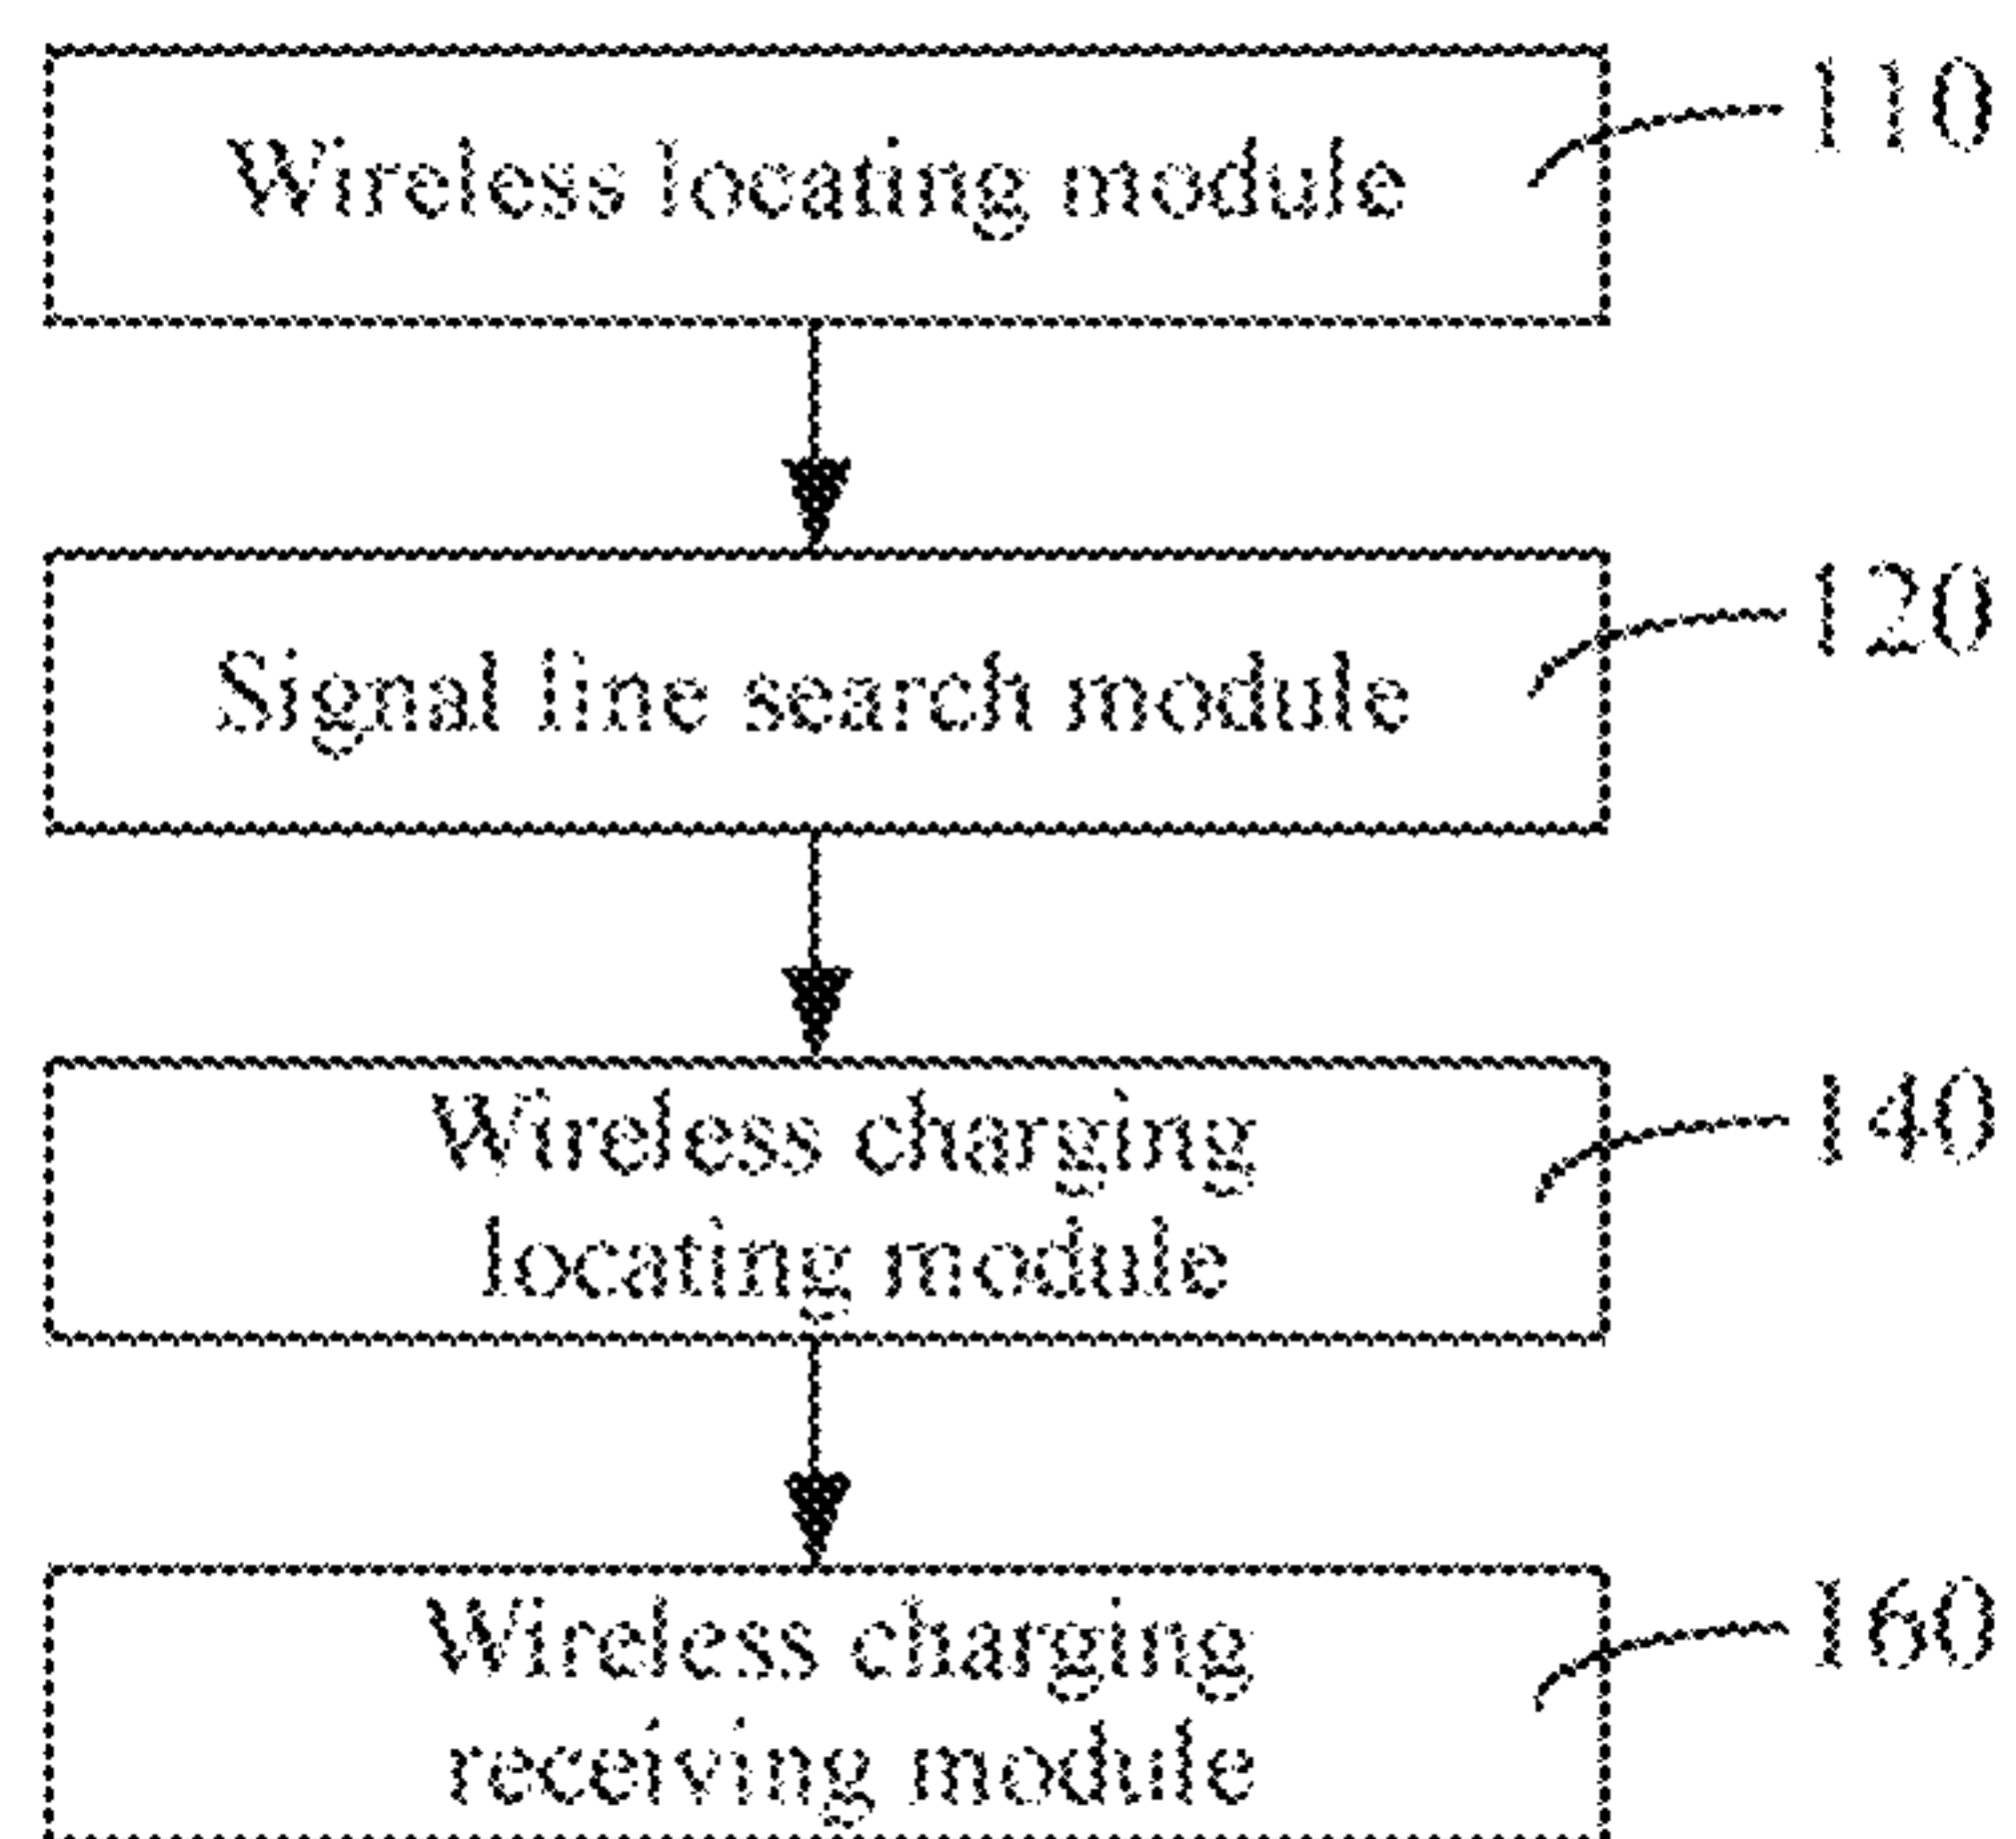 Wireless locating module
110
Signal line search module
120
Wireless charging
locating module
140
Wireless charging
receiving module
160